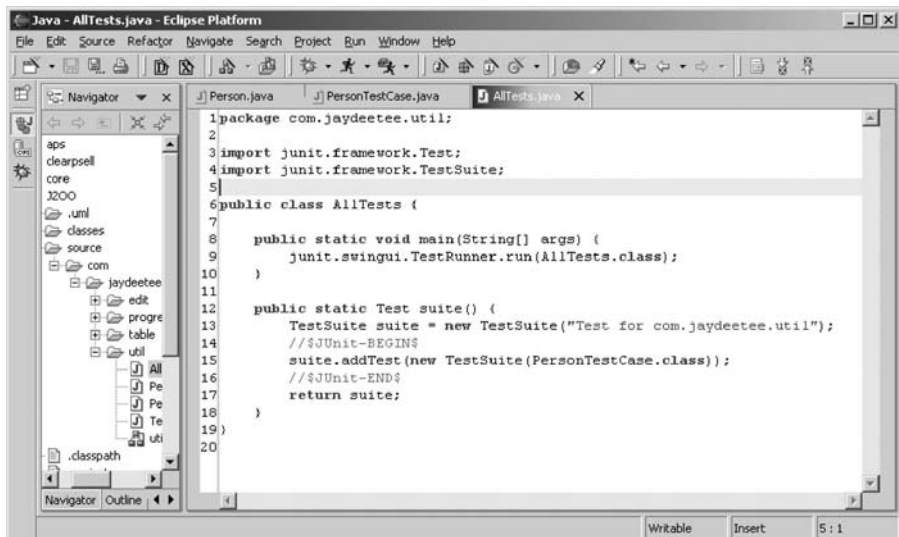 Java - AllTests.java - Eclipse Platform
File Edit Source Refactor Navigate Search Project Run Window Help
Navigator
Person.java PersonTestCase.java AllTests.java
aps
clearpsell
core
J2OO
.uml
classes
source
com
jaydeetee
edit
progre
table
util
All
Pe
Pe
Te
uti
.classpath
Navigator Outline
1 package com.jaydeetee.util;
2
3 import junit.framework.Test;
4 import junit.framework.TestSuite;
5
6 public class AllTests {
7
8 public static void main(String[] args) {
9 junit.swingui.TestRunner.run(AllTests.class);
10 }
11
12 public static Test suite() {
13 TestSuite suite = new TestSuite("Test for com.jaydeetee.util");
14 //$JUnit-BEGIN$
15 suite.addTest(new TestSuite(PersonTestCase.class));
16 //$JUnit-END$
17 return suite;
18 }
19 }
20
Writable Insert 5 : 1